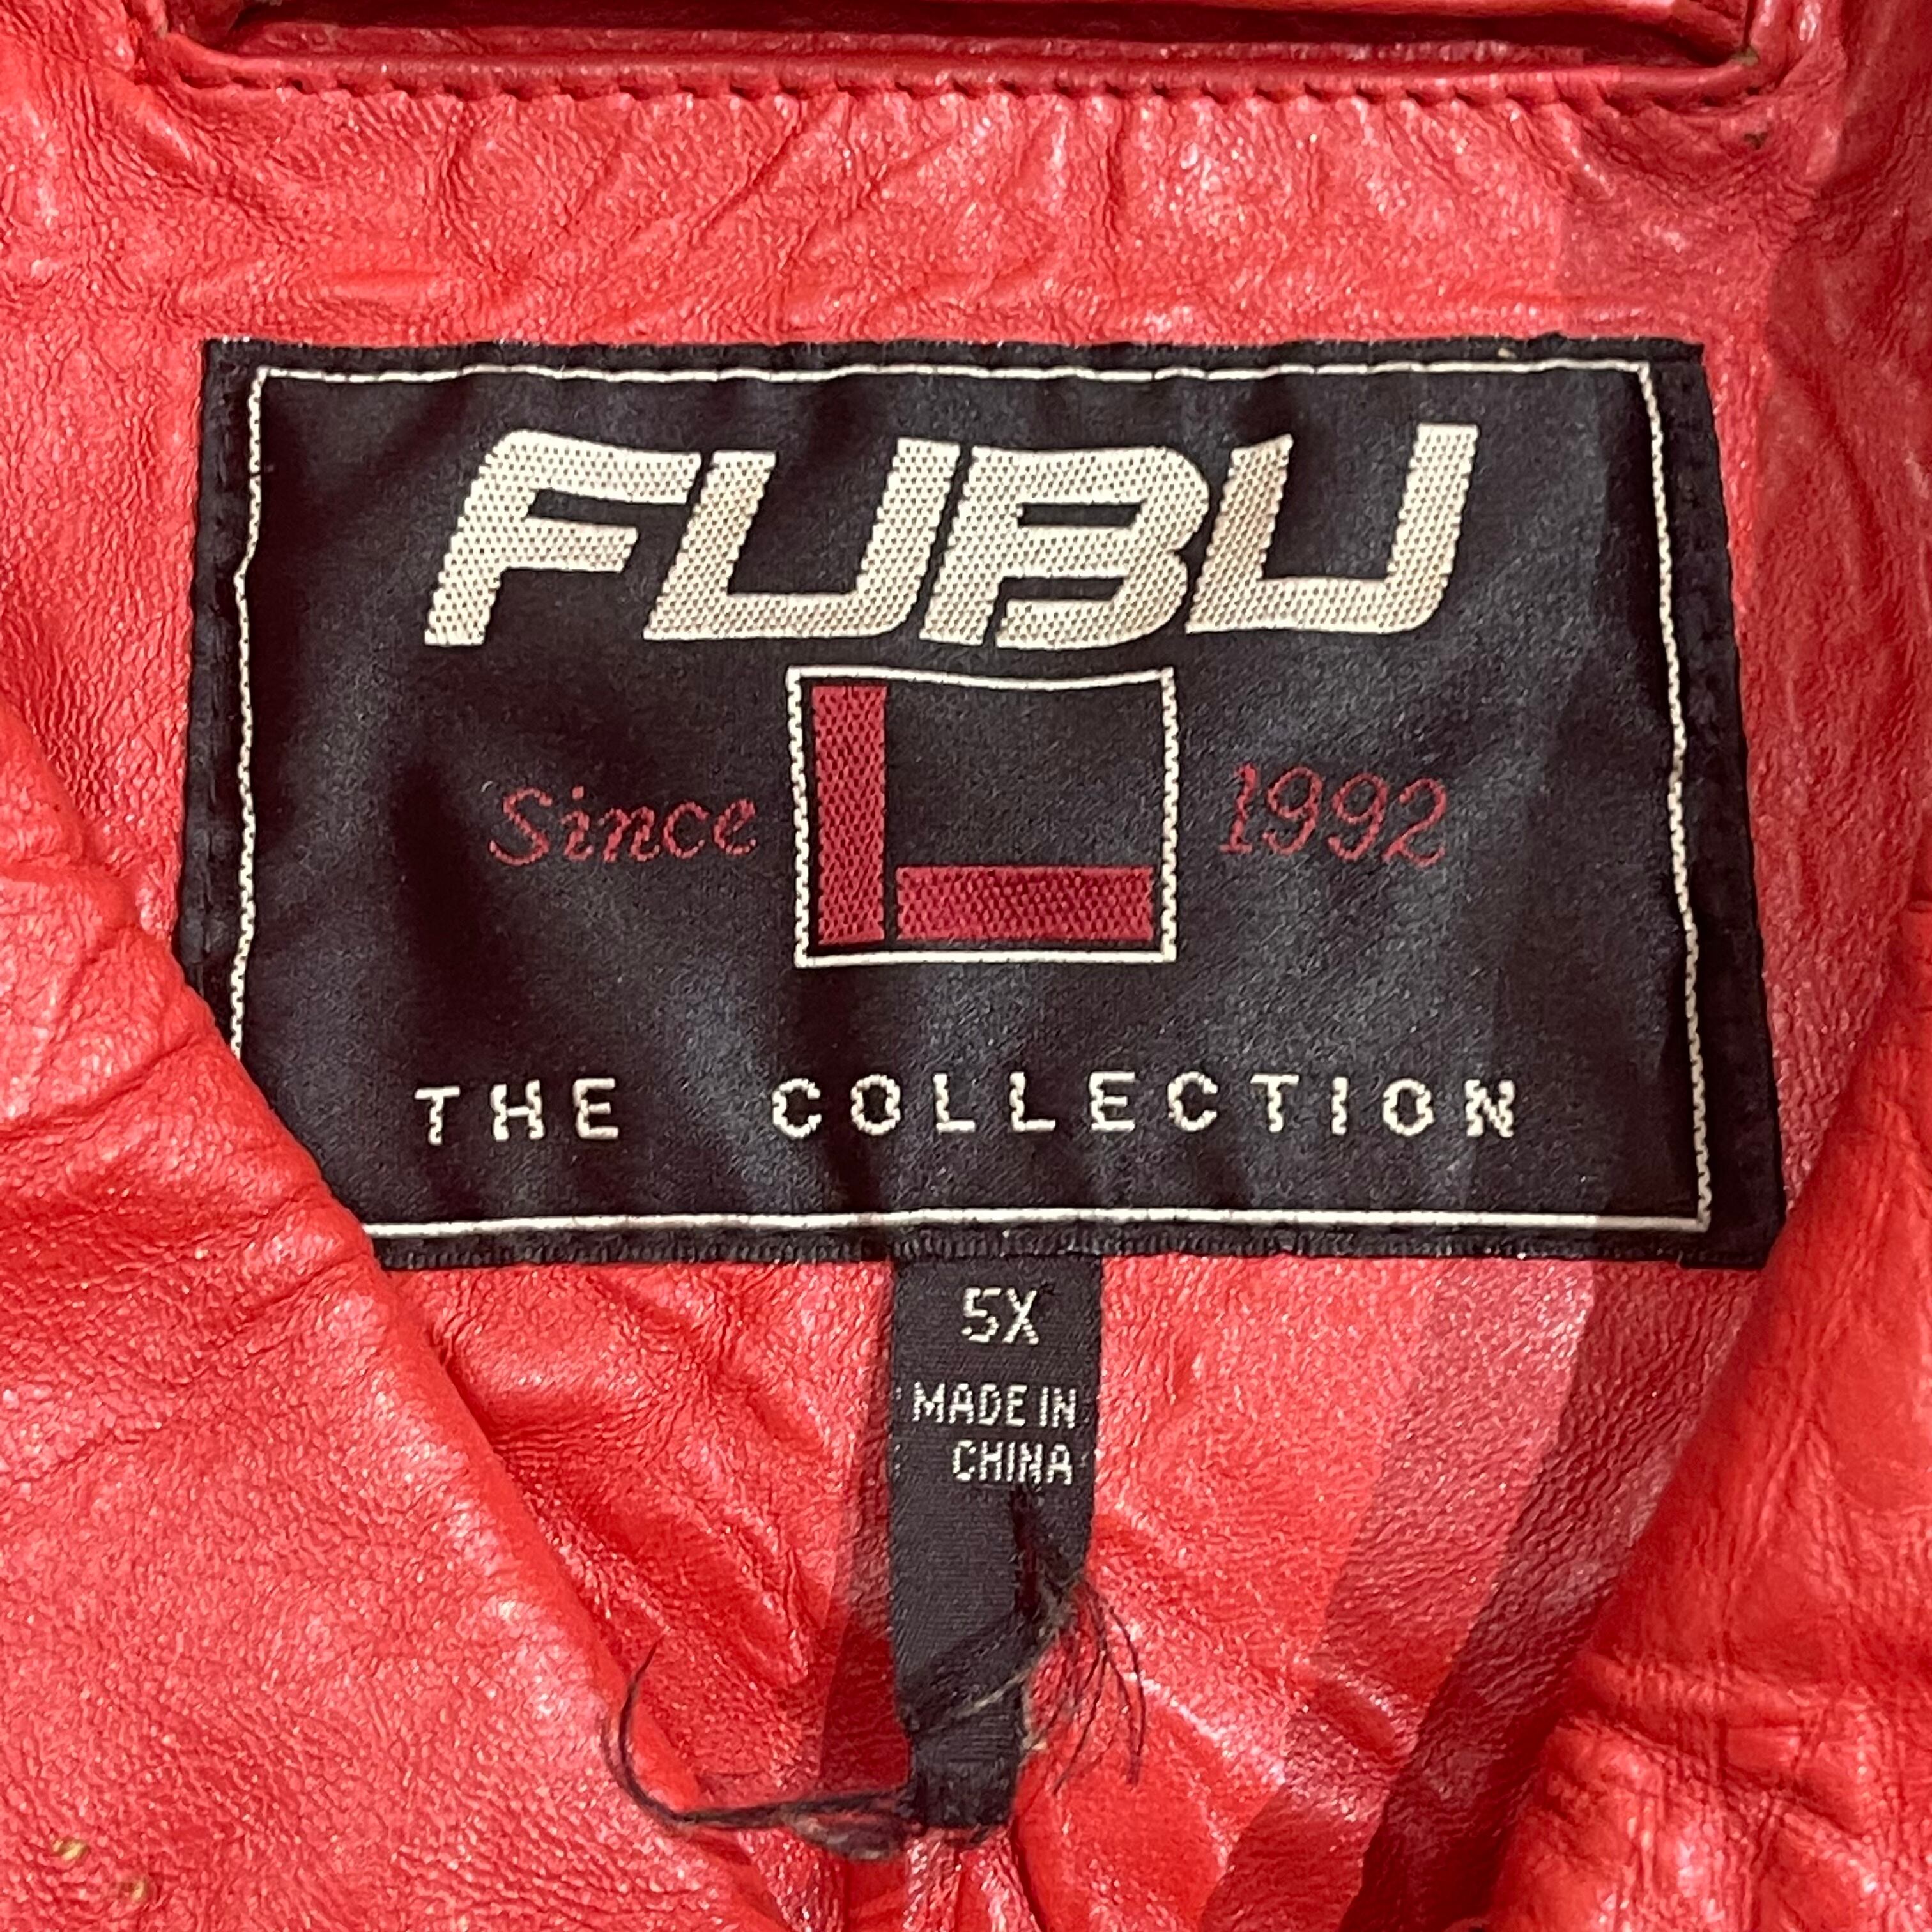 FUBU
Since 1992
THE COLLECTION
5X
MADE IN
CHINA